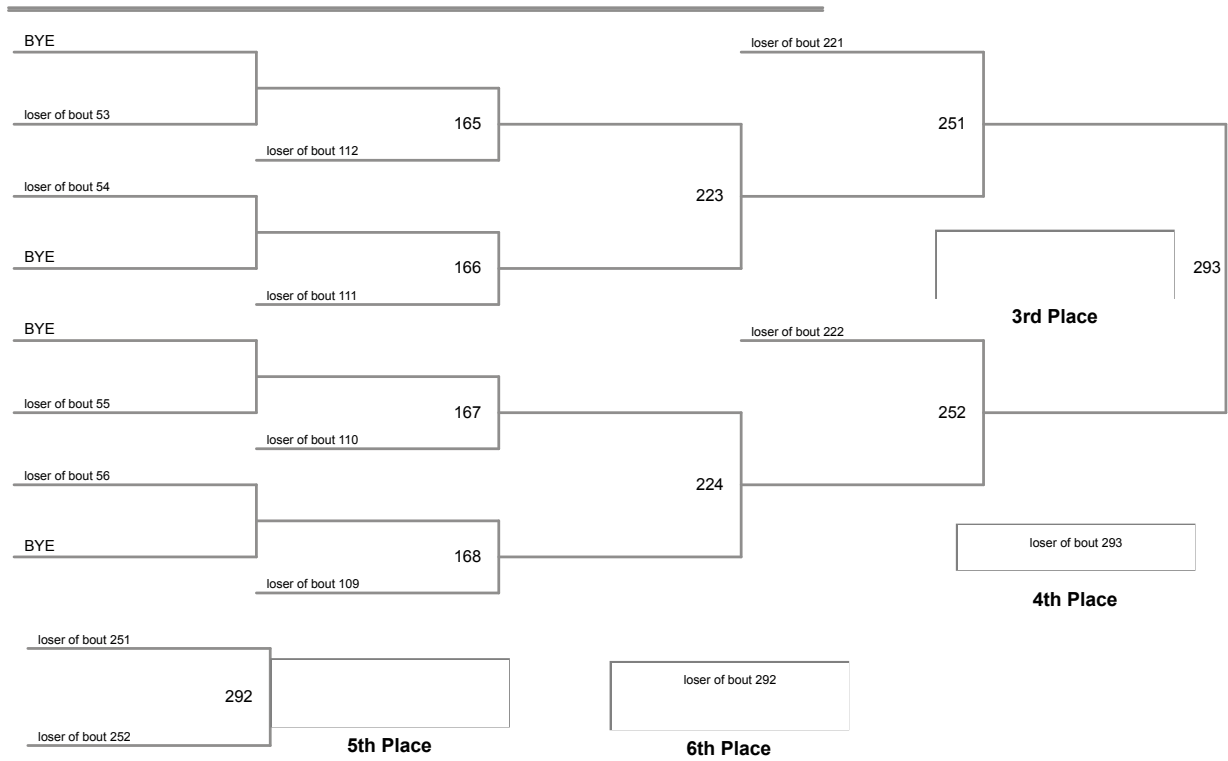 BYE
loser of bout 221
loser of bout 53
165
251
loser of bout 112
loser of bout 54
223
BYE
166
293
loser of bout 111
3rd Place
BYE
loser of bout 222
loser of bout 55
167
252
loser of bout 110
loser of bout 56
224
BYE
168
loser of bout 293
loser of bout 109
4th Place
loser of bout 251
292
loser of bout 292
loser of bout 252
5th Place
6th Place